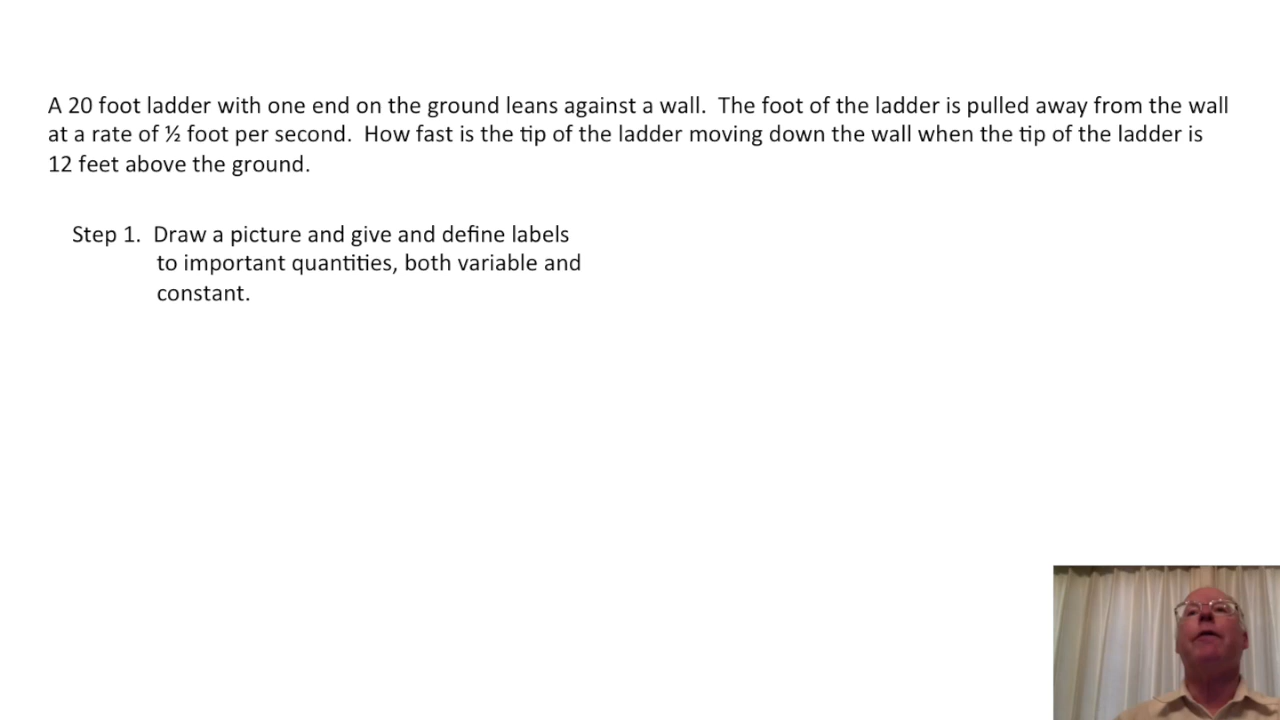 A 20 foot ladder with one end on the ground leans against a wall.  The foot of the ladder is pulled away from the wall
at a rate of ½ foot per second.  How fast is the tip of the ladder moving down the wall when the tip of the ladder is
12 feet above the ground.
Step 1.  Draw a picture and give and define labels
to important quantities, both variable and
constant.